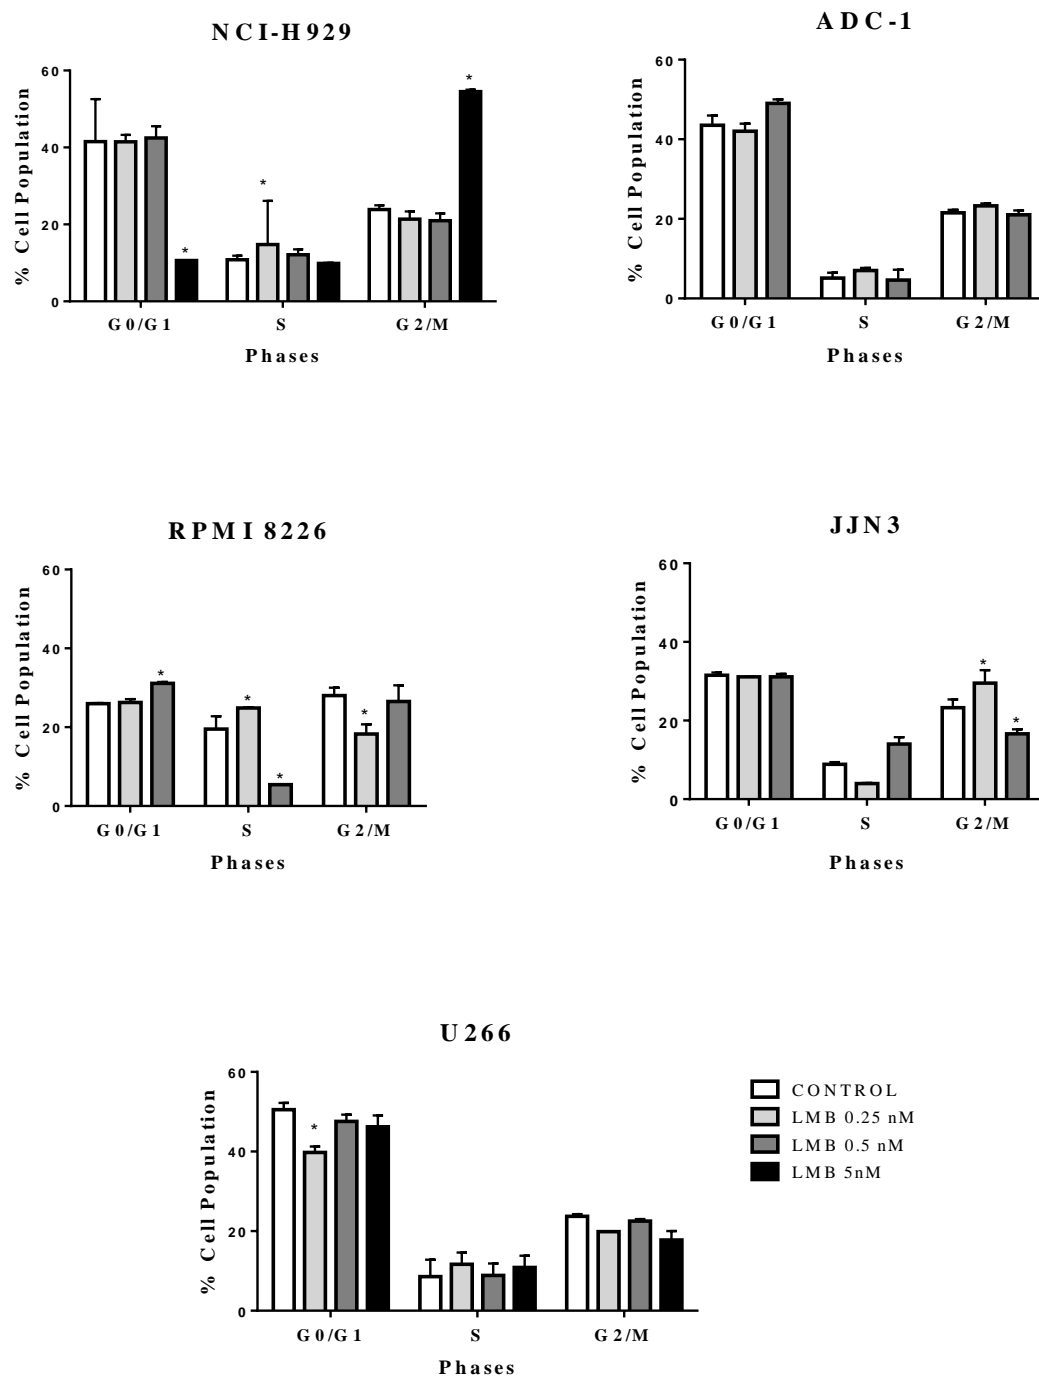 NCI-H929
% Cell Population
60
40
20
0
*
*
*
G0/G1 S G2/M
Phases
ADC-1
% Cell Population
60
40
20
0
G0/G1 S G2/M
Phases
RPMI 8226
% Cell Population
60
40
20
0
*
*
*
*
G0/G1 S G2/M
Phases
JJN3
% Cell Population
60
40
20
0
*
*
G0/G1 S G2/M
Phases
U266
% Cell Population
60
40
20
0
*
G0/G1 S G2/M
Phases
CONTROL
LMB 0.25 nM
LMB 0.5 nM
LMB 5nM